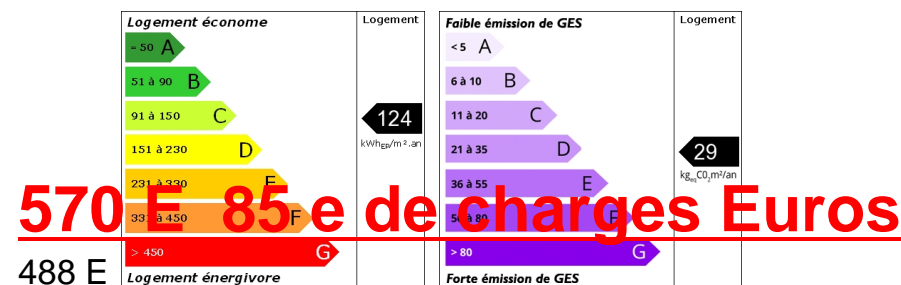 Logement économe Logement Faible émission de GES Logement
= 50 A < 5 A
51 à 90 B 6 à 10 B
91 à 150 C 124 11 à 20 C
kWhEP/m².an
151 à 230 D 21 à 35 D 29
kgeqCO2m²/an
231 à 330 E 36 à 55 E
570 E 85 e de charges Euros
331 à 450 F 56 à 80 F
> 450 G > 80 G
488 E Logement énergivore Forte émission de GES